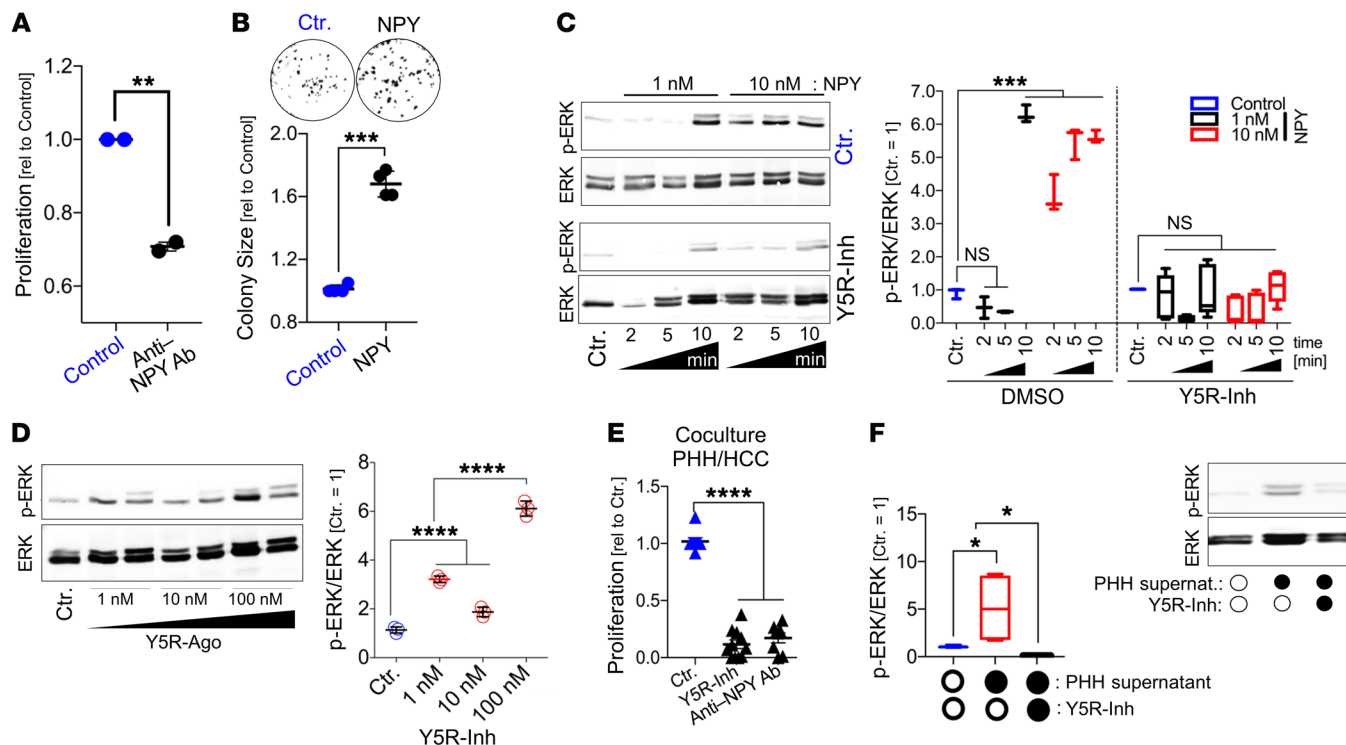 A
Proliferation [rel to Control]
1.2
1.0
0.8
0.6
**
Control
Anti–
NPY Ab
B
Ctr.
NPY
Colony Size [rel to Control]
2.0
1.6
1.2
0.8
***
Control
NPY
C
1 nM
10 nM
: NPY
p-ERK
ERK
Ctr.
p-ERK
ERK
Y5R-Inh
Ctr.
2
5
10
2
5
10
min
min
p-ERK/ERK [Ctr. = 1]
7.0
6.0
5.0
4.0
3.0
2.0
1.0
0
***
NS
NS
Control
1 nM
10 nM
NPY
Ctr.
2
5
10
2
5
10
Ctr.
2
5
10
2
5
10
time
[min]
DMSO
Y5R-Inh
D
p-ERK
ERK
Ctr.
1 nM
10 nM
100 nM
Y5R-Ago
p-ERK/ERK [Ctr. = 1]
8
6
4
2
0
****
****
Ctr.
1 nM
10 nM
100 nM
Y5R-Inh
E
Coculture
PHH/HCC
Proliferation [rel to Ctr.]
1.5
1.0
0.5
0.0
****
Ctr.
Y5R-Inh
Anti–NPY Ab
F
p-ERK/ERK [Ctr. = 1]
15
10
5
0
*
*
: PHH supernatant
: Y5R-Inh
p-ERK
ERK
PHH supernat.:
Y5R-Inh: